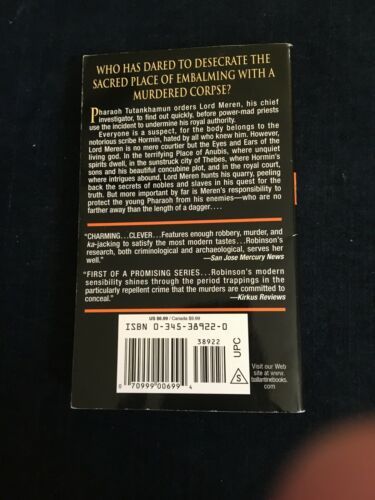 WHO HAS DARED TO DESECRATE THE
SACRED PLACE OF EMBALMING WITH A
MURDERED CORPSE?
Pharaoh Tutankhamun orders Lord Meren, his chief
investigator, to find out quickly, before power-mad priests
use the incident to undermine his royal authority.
Everyone is a suspect, for the body belongs to the
notorious scribe Hormin, hated by all who knew him. However,
Lord Meren is no mere courtier but the Eyes and Ears of the
living god. In the terrifying Place of Anubis, where unquiet
spirits dwell, in the sunstruck city of Thebes, where Hormin's
sons and his beautiful concubine plot, and in the royal court,
where intrigues abound, Lord Meren hunts his quarry, peeling
back the secrets of nobles and slaves in his quest for the
truth. But more important by far is Meren's responsibility to
protect the young Pharaoh from his enemies—who are no
farther away than the length of a dagger. . . .
"CHARMING...CLEVER...Features enough robbery, murder, and
ka-jacking to satisfy the most modern tastes...Robinson's
research, both criminological and archaeological, serves her
well."
—San Jose Mercury News
"FIRST OF A PROMISING SERIES...Robinson's modern
sensibility shines through the period trappings in the
particularly repellent crime that the murders are committed to
conceal."
—Kirkus Reviews
US $6.99 / Canada $9.99
ISBN 0-345-38922-0
38922
0 70999 00699 4
UPC
S
Visit our Web
site at www.
ballantinebooks.
com